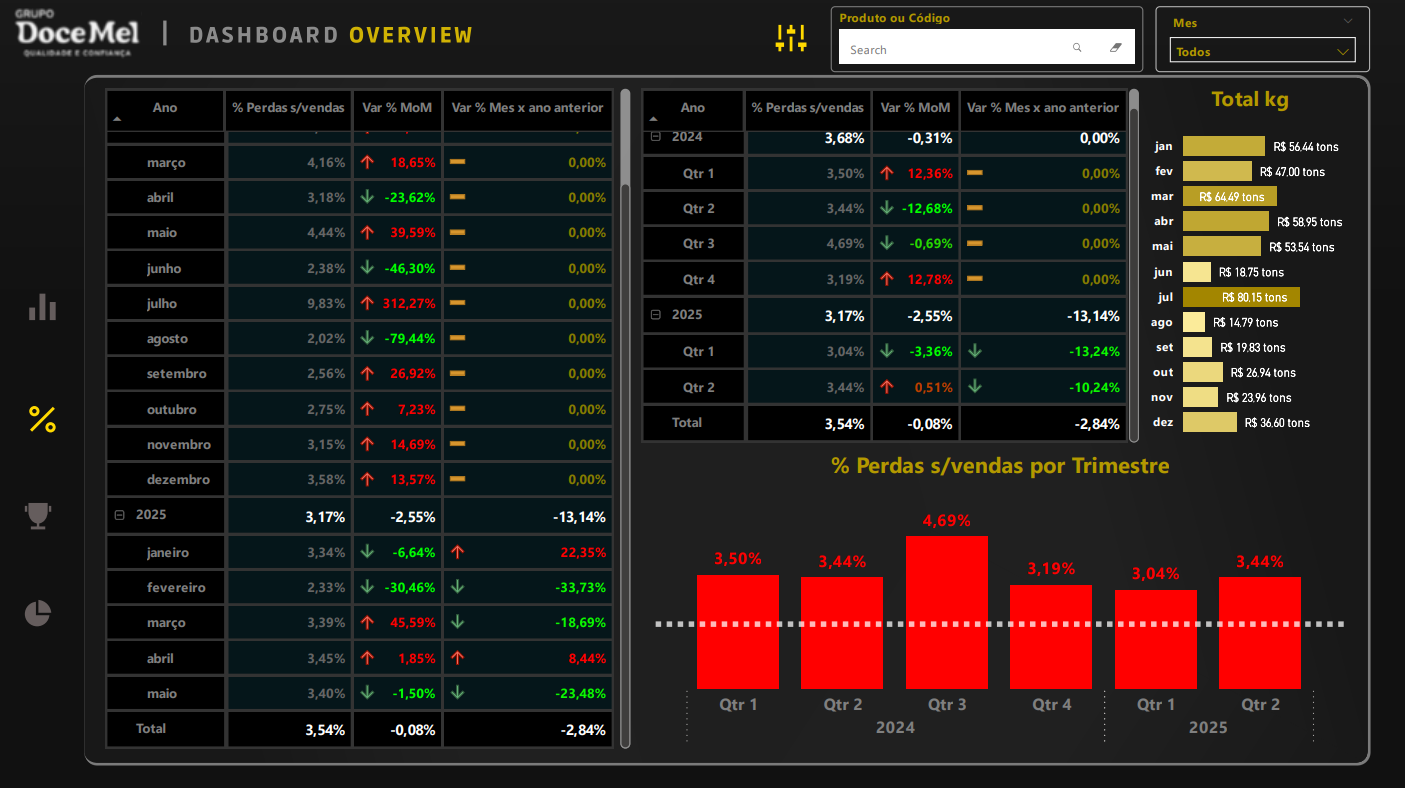 GRUPO
DoceMel
QUALIDADE E CONFIANÇA
DASHBOARD OVERVIEW
Produto ou Código
Search
Mes
Todos
Ano % Perdas s/vendas Var % MoM Var % Mes x ano anterior
março 4,16% 18,65% 0,00%
abril 3,18% -23,62% 0,00%
maio 4,44% 39,59% 0,00%
junho 2,38% -46,30% 0,00%
julho 9,83% 312,27% 0,00%
agosto 2,02% -79,44% 0,00%
setembro 2,56% 26,92% 0,00%
outubro 2,75% 7,23% 0,00%
novembro 3,15% 14,69% 0,00%
dezembro 3,58% 13,57% 0,00%
2025 3,17% -2,55% -13,14%
janeiro 3,34% -6,64% 22,35%
fevereiro 2,33% -30,46% -33,73%
março 3,39% 45,59% -18,69%
abril 3,45% 1,85% 8,44%
maio 3,40% -1,50% -23,48%
Total 3,54% -0,08% -2,84%
Ano % Perdas s/vendas Var % MoM Var % Mes x ano anterior
2024 3,68% -0,31% 0,00%
Qtr 1 3,50% 12,36% 0,00%
Qtr 2 3,44% -12,68% 0,00%
Qtr 3 4,69% -0,69% 0,00%
Qtr 4 3,19% 12,78% 0,00%
2025 3,17% -2,55% -13,14%
Qtr 1 3,04% -3,36% -13,24%
Qtr 2 3,44% 0,51% -10,24%
Total 3,54% -0,08% -2,84%
Total kg
jan R$ 56.44 tons
fev R$ 47.00 tons
mar R$ 64.49 tons
abr R$ 58.95 tons
mai R$ 53.54 tons
jun R$ 18.75 tons
jul R$ 80.15 tons
ago R$ 14.79 tons
set R$ 19.83 tons
out R$ 26.94 tons
nov R$ 23.96 tons
dez R$ 36.60 tons
% Perdas s/vendas por Trimestre
3,50% 3,44% 4,69% 3,19% 3,04% 3,44%
Qtr 1 Qtr 2 Qtr 3 Qtr 4 Qtr 1 Qtr 2
2024 2025